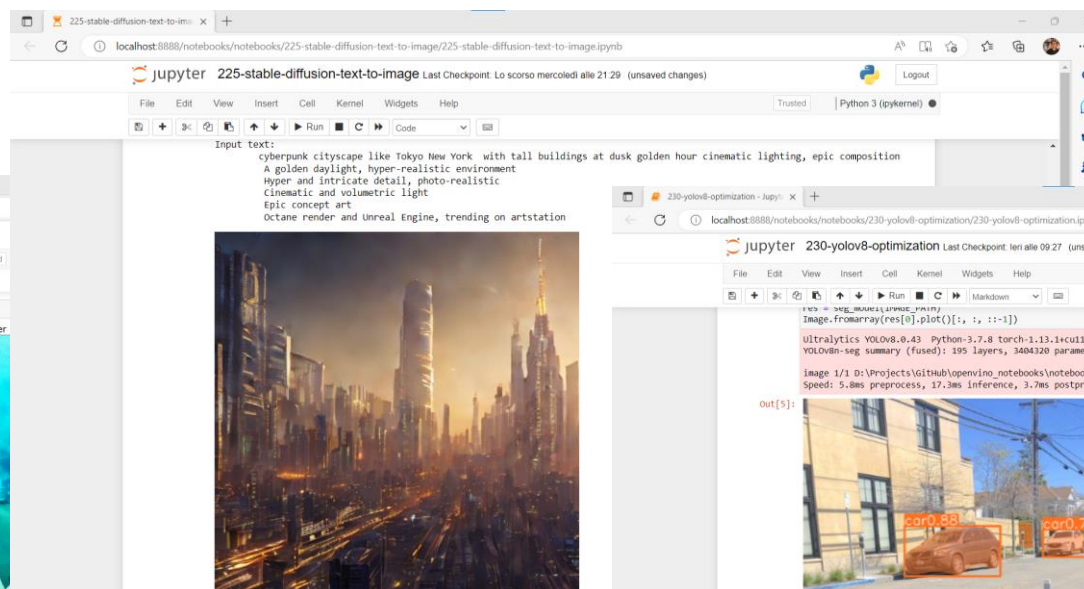 225-stable-diffusion-text-to-ima
localhost:8888/notebooks/notebooks/225-stable-diffusion-text-to-image/225-stable-diffusion-text-to-image.ipynb
jupyter 225-stable-diffusion-text-to-image Last Checkpoint: Lo scorso mercoledì alle 21:29 (unsaved changes)
Logout
File Edit View Insert Cell Kernel Widgets Help
Trusted Python 3 (ipykernel)
Run Code
Input text:
cyberpunk cityscape like Tokyo New York with tall buildings at dusk golden hour cinematic lighting, epic composition
A golden daylight, hyper-realistic environment
Hyper and intricate detail, photo-realistic
Cinematic and volumetric light
Epic concept art
Octane render and Unreal Engine, trending on artstation
230-yolov8-optimization - Jupyt
localhost:8888/notebooks/notebooks/230-yolov8-optimization/230-yolov8-optimization.ip
jupyter 230-yolov8-optimization Last Checkpoint: Ieri alle 09:27 (uns
File Edit View Insert Cell Kernel Widgets Help
Run Markdown
res = seg_model(IMAGE_PATH)
Image.fromarray(res[0].plot()[:, :, ::-1])
Ultralytics YOLOv8.0.43 Python-3.7.8 torch-1.13.1+cu11
YOLOv8n-seg summary (fused): 195 layers, 3404320 parame
image 1/1 D:\Projects\GitHub\openvino_notebooks\noteboo
Speed: 5.8ms preprocess, 17.3ms inference, 3.7ms postpr
Out[5]:
car0.88
car0.7